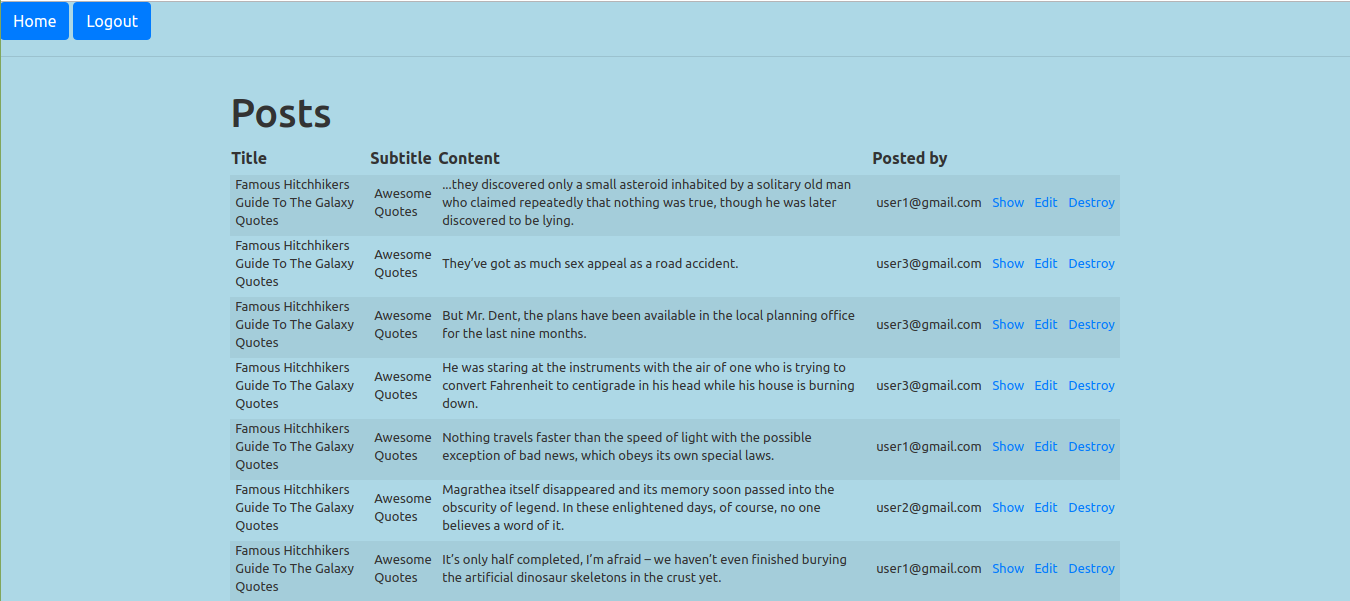 Home Logout
Posts
Title Subtitle Content Posted by
Famous Hitchhikers
Guide To The Galaxy
Quotes
Awesome
Quotes
...they discovered only a small asteroid inhabited by a solitary old man
who claimed repeatedly that nothing was true, though he was later
discovered to be lying.
user1@gmail.com Show Edit Destroy
Famous Hitchhikers
Guide To The Galaxy
Quotes
Awesome
Quotes
They’ve got as much sex appeal as a road accident.
user3@gmail.com Show Edit Destroy
Famous Hitchhikers
Guide To The Galaxy
Quotes
Awesome
Quotes
But Mr. Dent, the plans have been available in the local planning office
for the last nine months.
user3@gmail.com Show Edit Destroy
Famous Hitchhikers
Guide To The Galaxy
Quotes
Awesome
Quotes
He was staring at the instruments with the air of one who is trying to
convert Fahrenheit to centigrade in his head while his house is burning
down.
user3@gmail.com Show Edit Destroy
Famous Hitchhikers
Guide To The Galaxy
Quotes
Awesome
Quotes
Nothing travels faster than the speed of light with the possible
exception of bad news, which obeys its own special laws.
user1@gmail.com Show Edit Destroy
Famous Hitchhikers
Guide To The Galaxy
Quotes
Awesome
Quotes
Magrathea itself disappeared and its memory soon passed into the
obscurity of legend. In these enlightened days, of course, no one
believes a word of it.
user2@gmail.com Show Edit Destroy
Famous Hitchhikers
Guide To The Galaxy
Quotes
Awesome
Quotes
It’s only half completed, I’m afraid – we haven’t even finished burying
the artificial dinosaur skeletons in the crust yet.
user1@gmail.com Show Edit Destroy